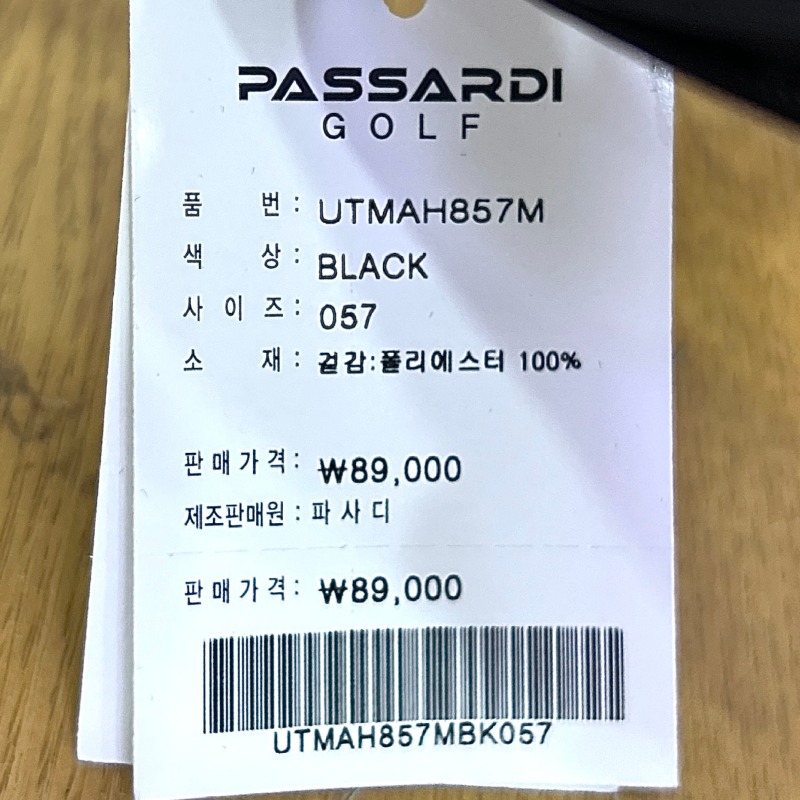 PASSARDI
GOLF
품 번 : UTMAH857M
색 상 : BLACK
사 이 즈 : 057
소 재 : 겉감:폴리에스터 100%
판 매 가 격 : ₩89,000
제조판매원 : 파 사 디
판 매 가 격 : ₩89,000
UTMAH857MBK057